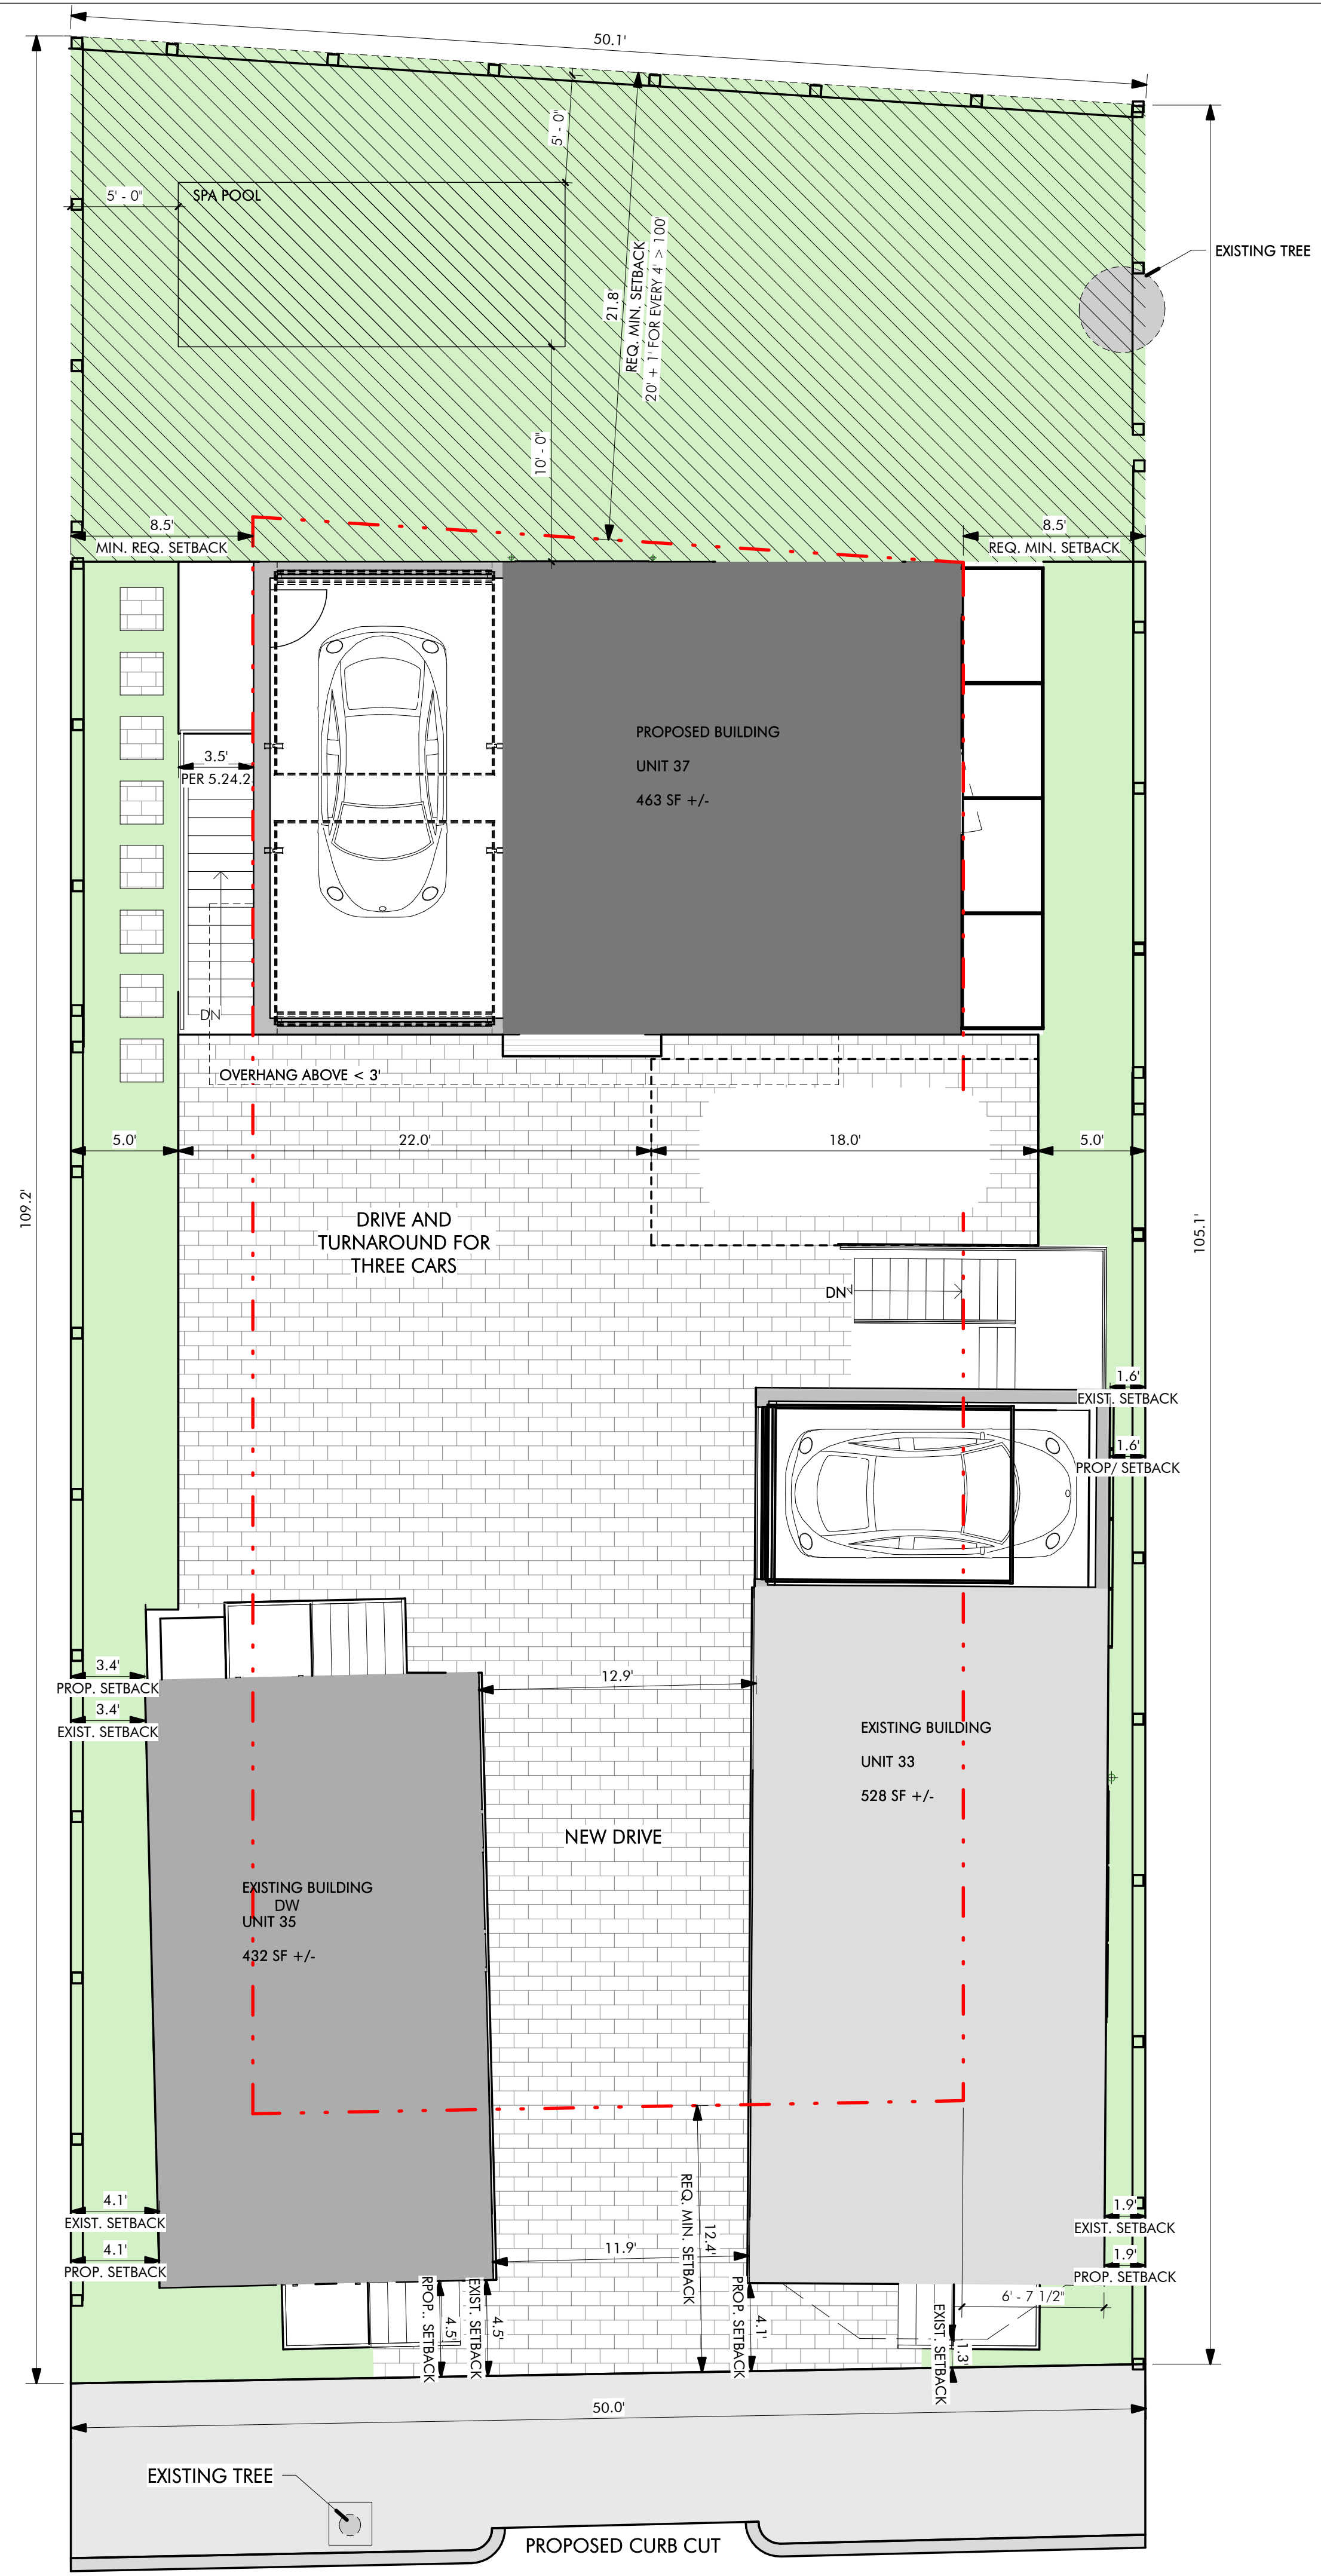 50.1'
5' - 0"
5' - 0"
SPA POOL
21.8'
REQ. MIN. SETBACK
20' + 1' FOR EVERY 4' > 100'
EXISTING TREE
10' - 0"
8.5'
MIN. REQ. SETBACK
8.5'
REQ. MIN. SETBACK
PROPOSED BUILDING
UNIT 37
463 SF +/-
3.5'
PER 5.24.2
DN
OVERHANG ABOVE < 3'
5.0'
22.0'
18.0'
5.0'
109.2'
105.1'
DRIVE AND
TURNAROUND FOR
THREE CARS
DN
1.6'
EXIST. SETBACK
1.6'
PROP/ SETBACK
3.4'
PROP. SETBACK
3.4'
EXIST. SETBACK
12.9'
EXISTING BUILDING
UNIT 33
528 SF +/-
NEW DRIVE
EXISTING BUILDING
DW
UNIT 35
432 SF +/-
4.1'
EXIST. SETBACK
4.1'
PROP. SETBACK
REQ. MIN. SETBACK
12.4'
11.9'
1.9'
EXIST. SETBACK
1.9'
PROP. SETBACK
RPOP.. SETBACK
4.5'
EXIST. SETBACK
4.5'
PROP. SETBACK
4.1'
6' - 7 1/2"
EXIST. SETBACK
1.3'
50.0'
EXISTING TREE
PROPOSED CURB CUT